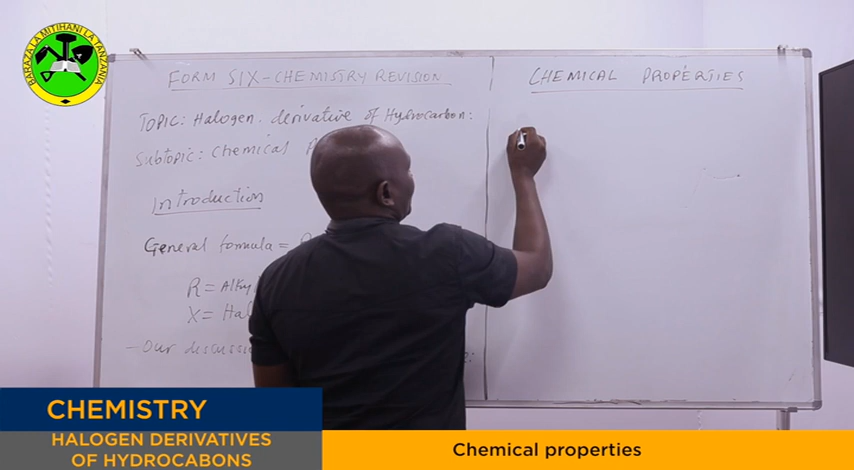 BARAZA LA MITIHANI LA TANZANIA
FORM SIX-CHEMISTRY REVISION
TOPIC: Halogen. derivative of Hydrocarbon:
Subtopic: Chemical
Introduction
General formula =
R = Alky
X = Hal
-Our discussi
CHEMICAL PROPERTIES
CHEMISTRY
HALOGEN DERIVATIVES
OF HYDROCABONS
Chemical properties